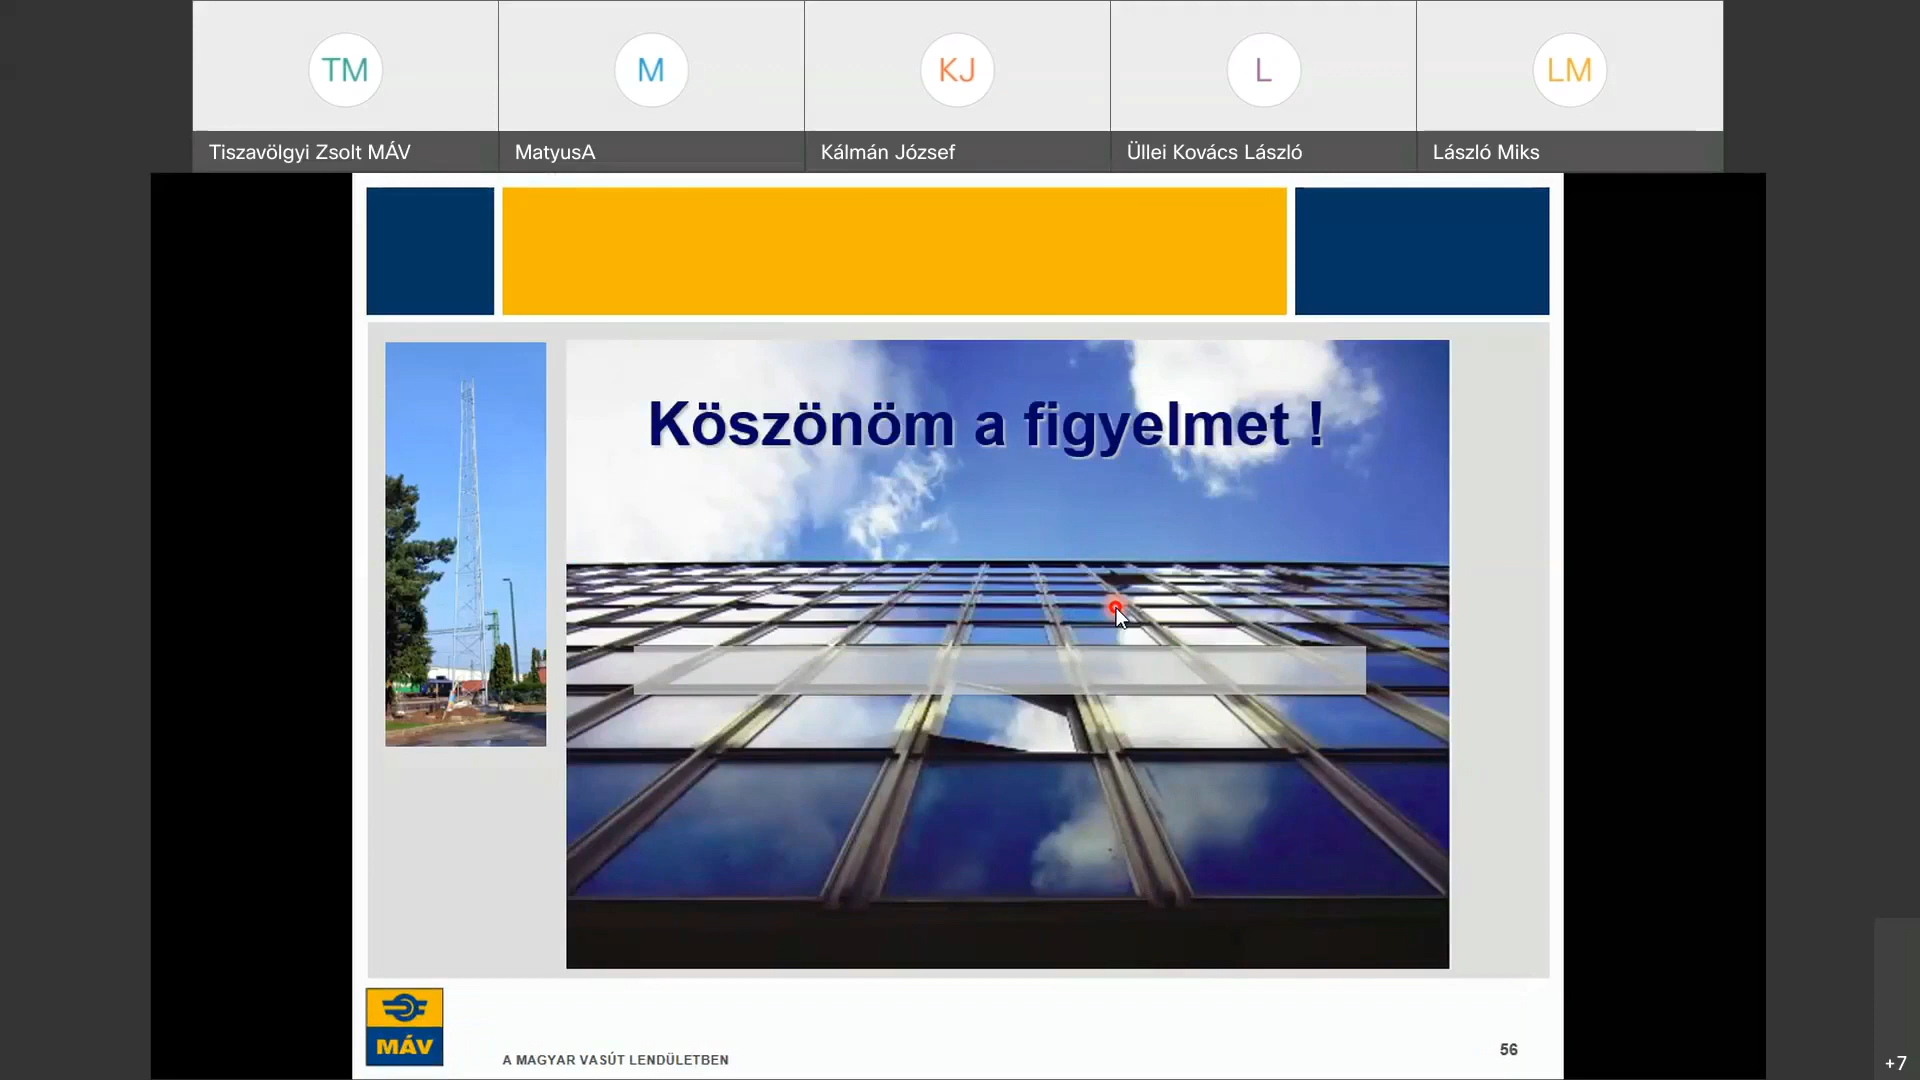 TM
M
KJ
L
LM
Tiszavölgyi Zsolt MÁV
MatyusA
Kálmán József
Üllei Kovács László
László Miks
Köszönöm a figyelmet !
MÁV
A MAGYAR VASÚT LENDÜLETBEN
56
+7